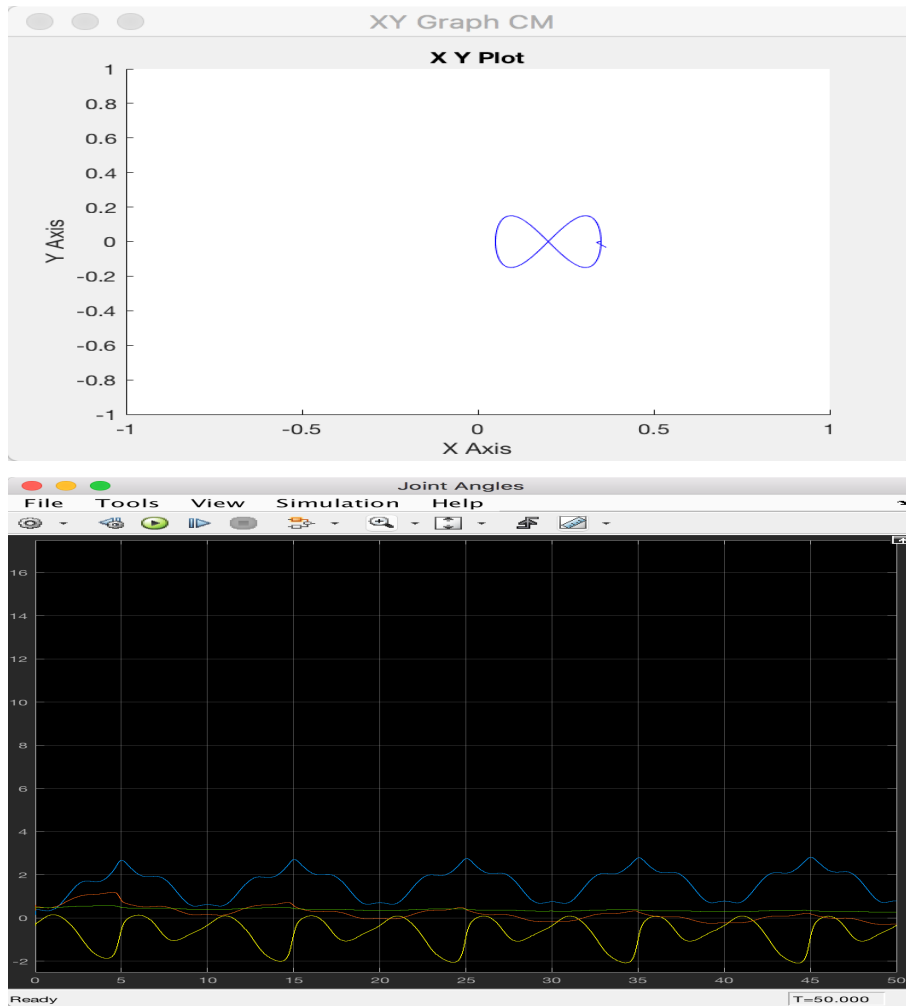 XY Graph CM
X Y Plot
1
0.8
0.6
0.4
0.2
0
-0.2
-0.4
-0.6
-0.8
-1
Y Axis
-1 -0.5 0 0.5 1
X Axis
Joint Angles
File Tools View Simulation Help
16
14
12
10
8
6
4
2
0
-2
0 5 10 15 20 25 30 35 40 45 50
Ready T=50.000